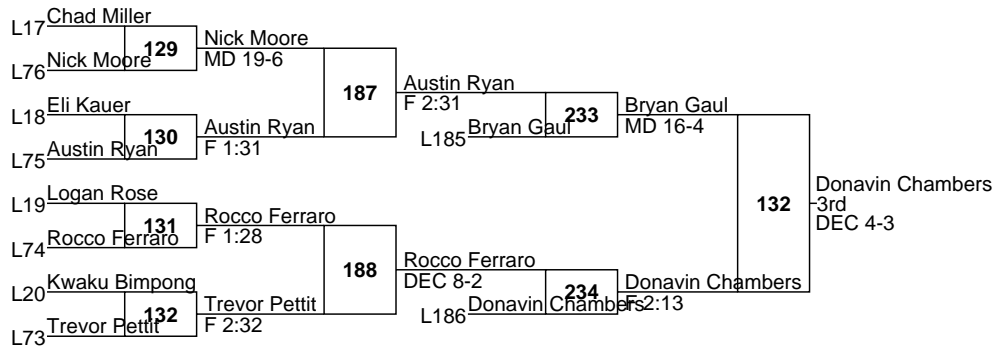 Chad Miller
L17
129
Nick Moore
MD 19-6
L76
Nick Moore
187
Austin Ryan
F 2:31
Eli Kauer
L18
130
Austin Ryan
F 1:31
L75
Austin Ryan
233
L185
Bryan Gaul
Bryan Gaul
MD 16-4
Logan Rose
L19
131
Rocco Ferraro
F 1:28
L74
Rocco Ferraro
188
Rocco Ferraro
DEC 8-2
Kwaku Bimpong
L20
132
Trevor Pettit
F 2:32
L73
Trevor Pettit
234
L186
Donavin Chambers
Donavin Chambers
F 2:13
132
Donavin Chambers
3rd
DEC 4-3